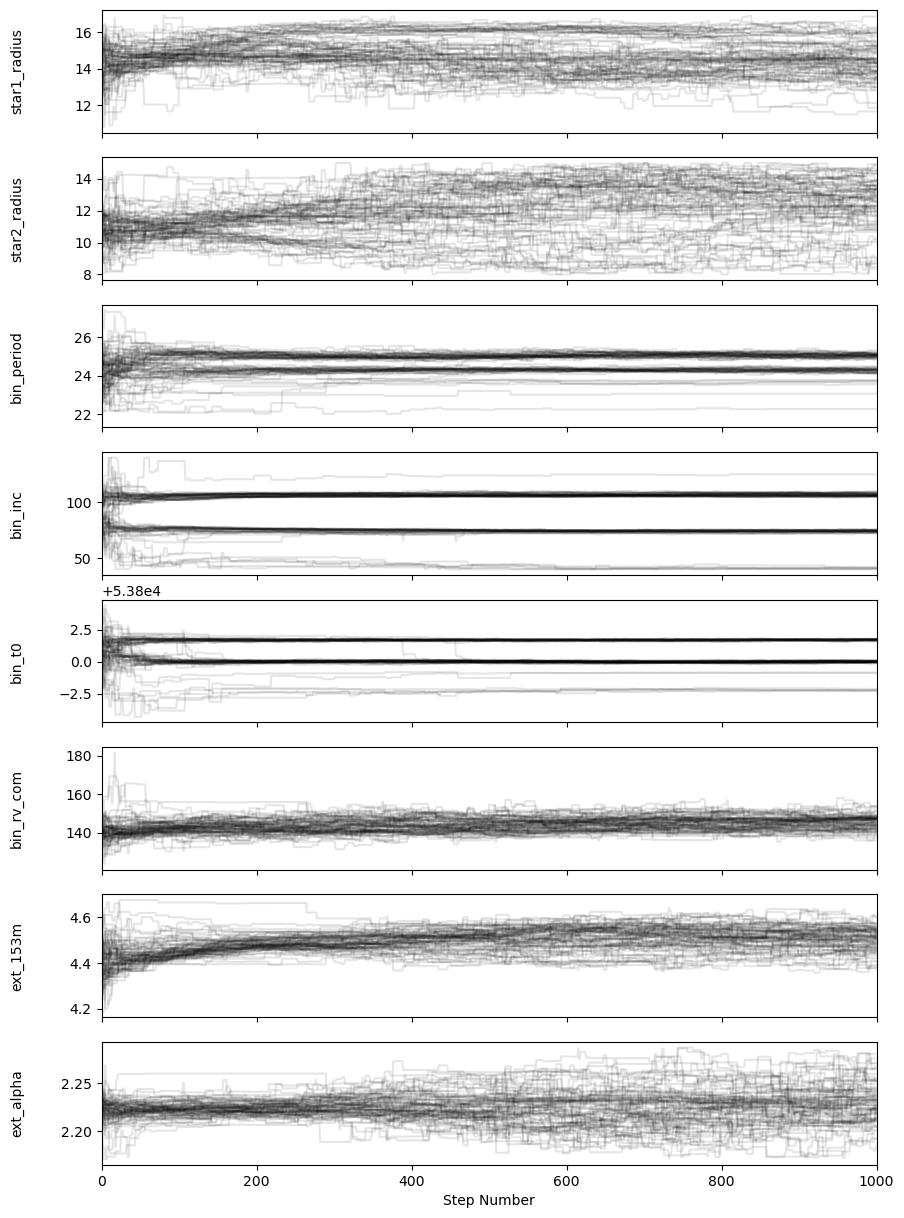 star1_radius
16
14
12
star2_radius
14
12
10
8
bin_period
26
24
22
bin_inc
100
50
+5.38e4
bin_t0
2.5
0.0
−2.5
bin_rv_com
180
160
140
ext_153m
4.6
4.4
4.2
ext_alpha
2.25
2.20
0 200 400 600 800 1000
Step Number